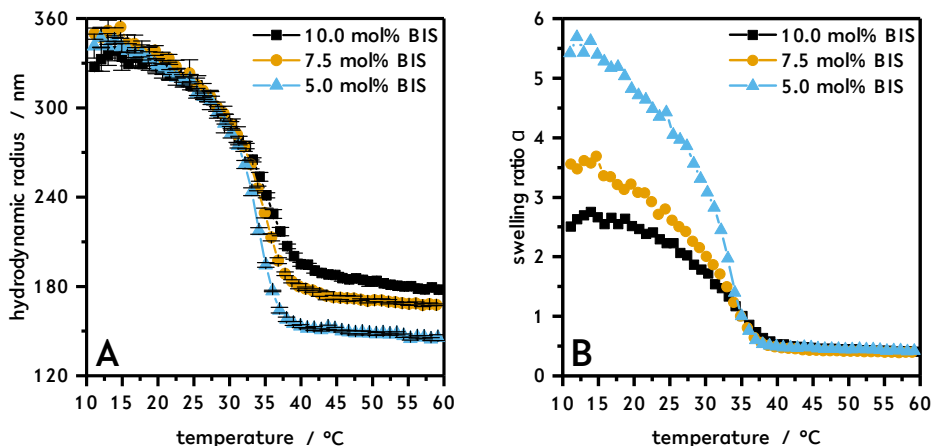 360
300
240
180
120
10 15 20 25 30 35 40 45 50 55 60
hydrodynamic radius / nm
temperature / °C
10.0 mol% BIS
7.5 mol% BIS
5.0 mol% BIS
A
6
5
4
3
2
1
0
10 15 20 25 30 35 40 45 50 55 60
swelling ratio α
temperature / °C
10.0 mol% BIS
7.5 mol% BIS
5.0 mol% BIS
B